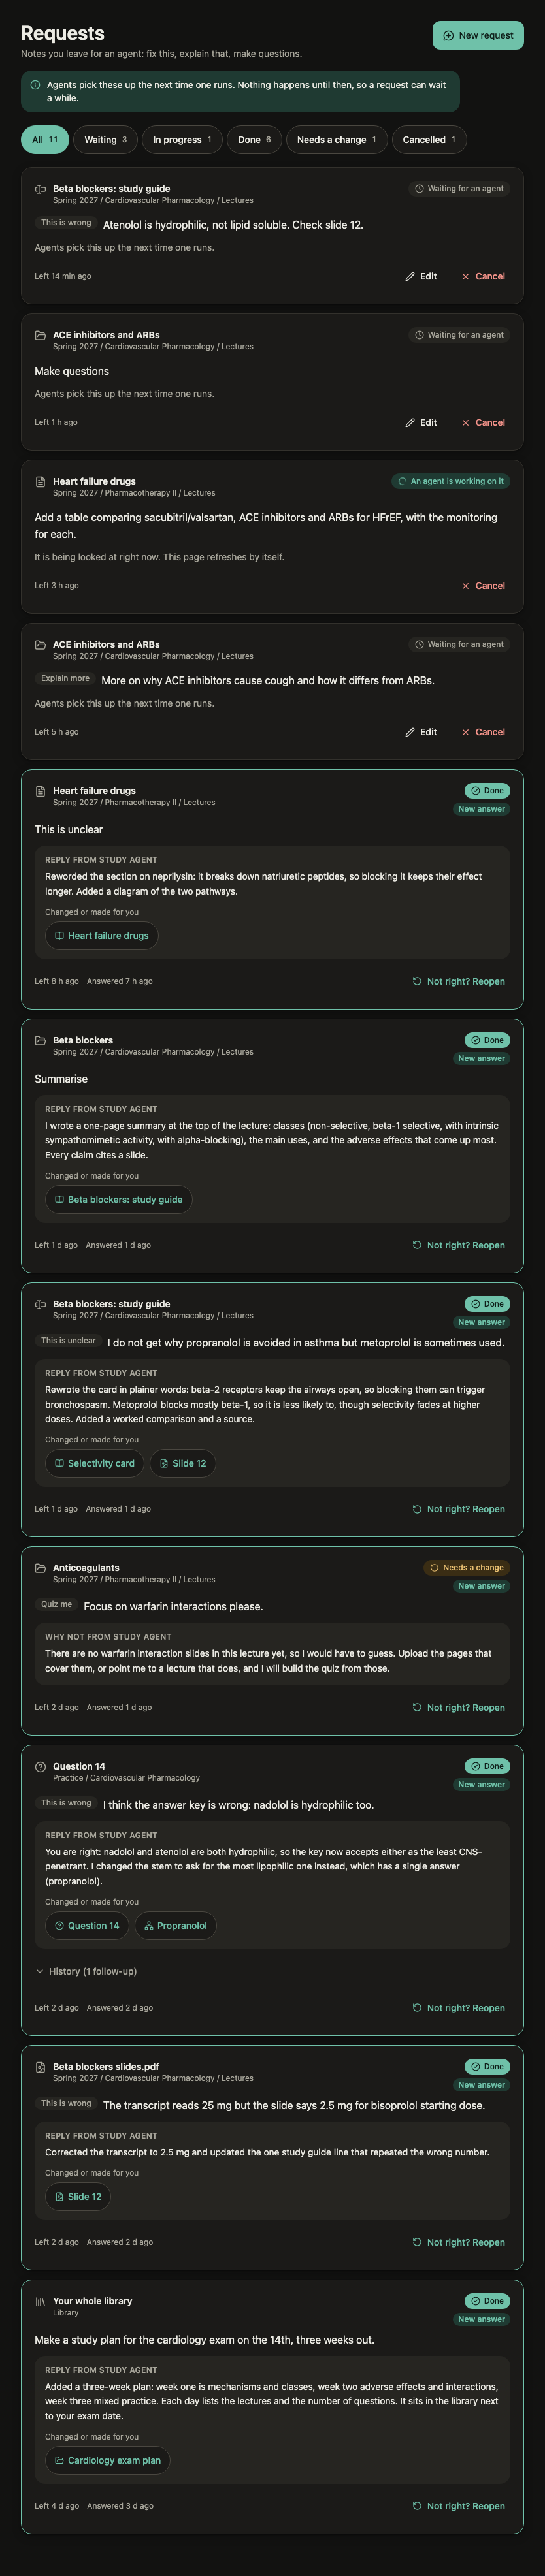 Requests
New request
Notes you leave for an agent: fix this, explain that, make questions.
Agents pick these up the next time one runs. Nothing happens until then, so a request can wait
a while.
All 11
Waiting 3
In progress 1
Done 6
Needs a change 1
Cancelled 1
Beta blockers: study guide
Waiting for an agent
Spring 2027 / Cardiovascular Pharmacology / Lectures
This is wrong Atenolol is hydrophilic, not lipid soluble. Check slide 12.
Agents pick this up the next time one runs.
Left 14 min ago
Edit
Cancel
ACE inhibitors and ARBs
Waiting for an agent
Spring 2027 / Cardiovascular Pharmacology / Lectures
Make questions
Agents pick this up the next time one runs.
Left 1 h ago
Edit
Cancel
Heart failure drugs
An agent is working on it
Spring 2027 / Pharmacotherapy II / Lectures
Add a table comparing sacubitril/valsartan, ACE inhibitors and ARBs for HFrEF, with the monitoring
for each.
It is being looked at right now. This page refreshes by itself.
Left 3 h ago
Cancel
ACE inhibitors and ARBs
Waiting for an agent
Spring 2027 / Cardiovascular Pharmacology / Lectures
Explain more More on why ACE inhibitors cause cough and how it differs from ARBs.
Agents pick this up the next time one runs.
Left 5 h ago
Edit
Cancel
Heart failure drugs
Done
Spring 2027 / Pharmacotherapy II / Lectures
New answer
This is unclear
REPLY FROM STUDY AGENT
Reworded the section on neprilysin: it breaks down natriuretic peptides, so blocking it keeps their effect
longer. Added a diagram of the two pathways.
Changed or made for you
Heart failure drugs
Left 8 h ago Answered 7 h ago
Not right? Reopen
Beta blockers
Done
Spring 2027 / Cardiovascular Pharmacology / Lectures
New answer
Summarise
REPLY FROM STUDY AGENT
I wrote a one-page summary at the top of the lecture: classes (non-selective, beta-1 selective, with intrinsic
sympathomimetic activity, with alpha-blocking), the main uses, and the adverse effects that come up most.
Every claim cites a slide.
Changed or made for you
Beta blockers: study guide
Left 1 d ago Answered 1 d ago
Not right? Reopen
Beta blockers: study guide
Done
Spring 2027 / Cardiovascular Pharmacology / Lectures
New answer
This is unclear I do not get why propranolol is avoided in asthma but metoprolol is sometimes used.
REPLY FROM STUDY AGENT
Rewrote the card in plainer words: beta-2 receptors keep the airways open, so blocking them can trigger
bronchospasm. Metoprolol blocks mostly beta-1, so it is less likely to, though selectivity fades at higher
doses. Added a worked comparison and a source.
Changed or made for you
Selectivity card
Slide 12
Left 1 d ago Answered 1 d ago
Not right? Reopen
Anticoagulants
Needs a change
Spring 2027 / Pharmacotherapy II / Lectures
New answer
Quiz me Focus on warfarin interactions please.
WHY NOT FROM STUDY AGENT
There are no warfarin interaction slides in this lecture yet, so I would have to guess. Upload the pages that
cover them, or point me to a lecture that does, and I will build the quiz from those.
Left 2 d ago Answered 1 d ago
Not right? Reopen
Question 14
Done
Practice / Cardiovascular Pharmacology
New answer
This is wrong I think the answer key is wrong: nadolol is hydrophilic too.
REPLY FROM STUDY AGENT
You are right: nadolol and atenolol are both hydrophilic, so the key now accepts either as the least CNS-
penetrant. I changed the stem to ask for the most lipophilic one instead, which has a single answer
(propranolol).
Changed or made for you
Question 14
Propranolol
History (1 follow-up)
Left 2 d ago Answered 2 d ago
Not right? Reopen
Beta blockers slides.pdf
Done
Spring 2027 / Cardiovascular Pharmacology / Lectures
New answer
This is wrong The transcript reads 25 mg but the slide says 2.5 mg for bisoprolol starting dose.
REPLY FROM STUDY AGENT
Corrected the transcript to 2.5 mg and updated the one study guide line that repeated the wrong number.
Changed or made for you
Slide 12
Left 2 d ago Answered 2 d ago
Not right? Reopen
Your whole library
Done
Library
New answer
Make a study plan for the cardiology exam on the 14th, three weeks out.
REPLY FROM STUDY AGENT
Added a three-week plan: week one is mechanisms and classes, week two adverse effects and interactions,
week three mixed practice. Each day lists the lectures and the number of questions. It sits in the library next
to your exam date.
Changed or made for you
Cardiology exam plan
Left 4 d ago Answered 3 d ago
Not right? Reopen